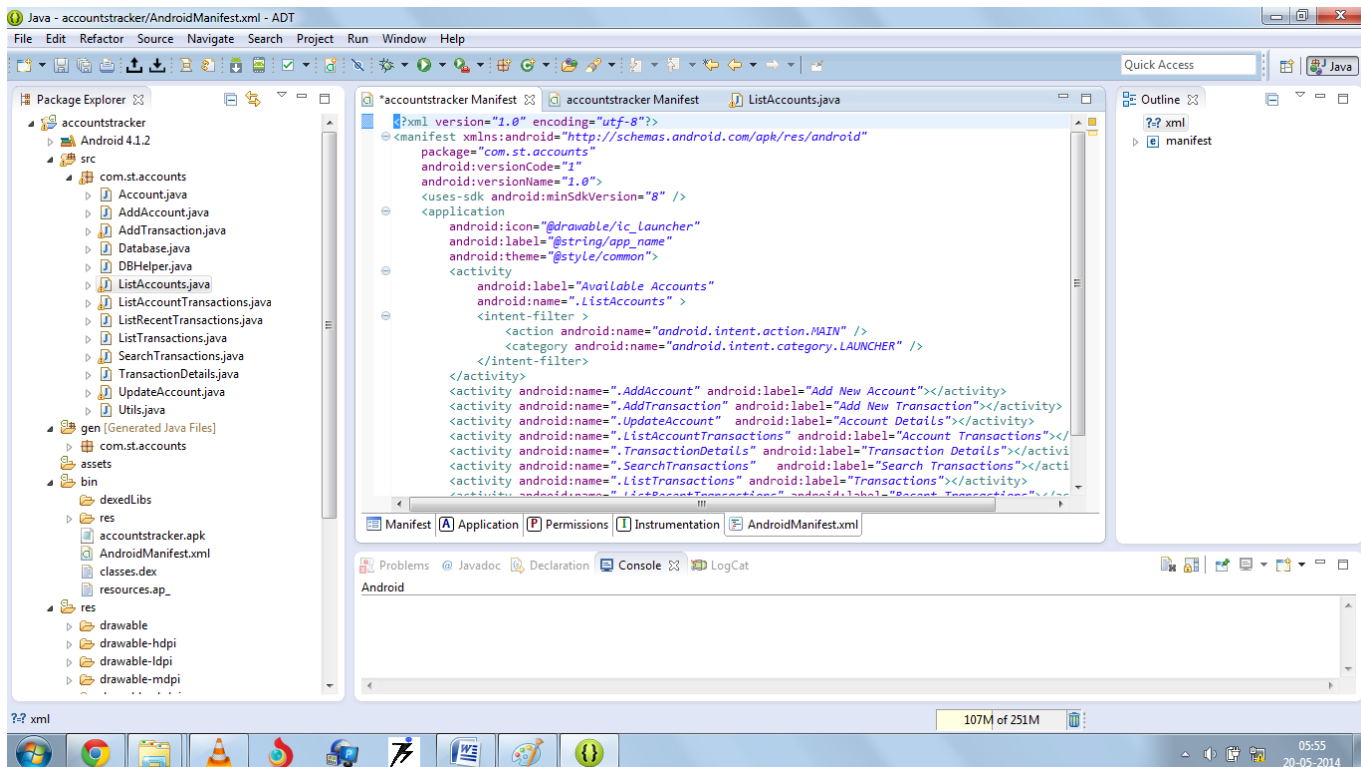 Java - accountstracker/AndroidManifest.xml - ADT
File Edit Refactor Source Navigate Search Project Run Window Help
Quick Access
Java
Package Explorer
accountstracker
Android 4.1.2
src
com.st.accounts
Account.java
AddAccount.java
AddTransaction.java
Database.java
DBHelper.java
ListAccounts.java
ListAccountTransactions.java
ListRecentTransactions.java
ListTransactions.java
SearchTransactions.java
TransactionDetails.java
UpdateAccount.java
Utils.java
gen [Generated Java Files]
com.st.accounts
assets
bin
dexedLibs
res
accountstracker.apk
AndroidManifest.xml
classes.dex
resources.ap_
res
drawable
drawable-hdpi
drawable-ldpi
drawable-mdpi
*accountstracker Manifest accountstracker Manifest ListAccounts.java
<?xml version="1.0" encoding="utf-8"?>
<manifest xmlns:android="http://schemas.android.com/apk/res/android"
package="com.st.accounts"
android:versionCode="1"
android:versionName="1.0">
<uses-sdk android:minSdkVersion="8" />
<application
android:icon="@drawable/ic_launcher"
android:label="@string/app_name"
android:theme="@style/common">
<activity
android:label="Available Accounts"
android:name=".ListAccounts" >
<intent-filter >
<action android:name="android.intent.action.MAIN" />
<category android:name="android.intent.category.LAUNCHER" />
</intent-filter>
</activity>
<activity android:name=".AddAccount" android:label="Add New Account"></activity>
<activity android:name=".AddTransaction" android:label="Add New Transaction"></activity>
<activity android:name=".UpdateAccount" android:label="Account Details"></activity>
<activity android:name=".ListAccountTransactions" android:label="Account Transactions"></
<activity android:name=".TransactionDetails" android:label="Transaction Details"></activi
<activity android:name=".SearchTransactions" android:label="Search Transactions"></acti
<activity android:name=".ListTransactions" android:label="Transactions"></activity>
<activity android:name=".ListRecentTransactions" android:label="Recent Transactions"></ac
Manifest Application Permissions Instrumentation AndroidManifest.xml
Outline
?=? xml
manifest
Problems @ Javadoc Declaration Console LogCat
Android
?=? xml
107M of 251M
05:55
20-05-2014